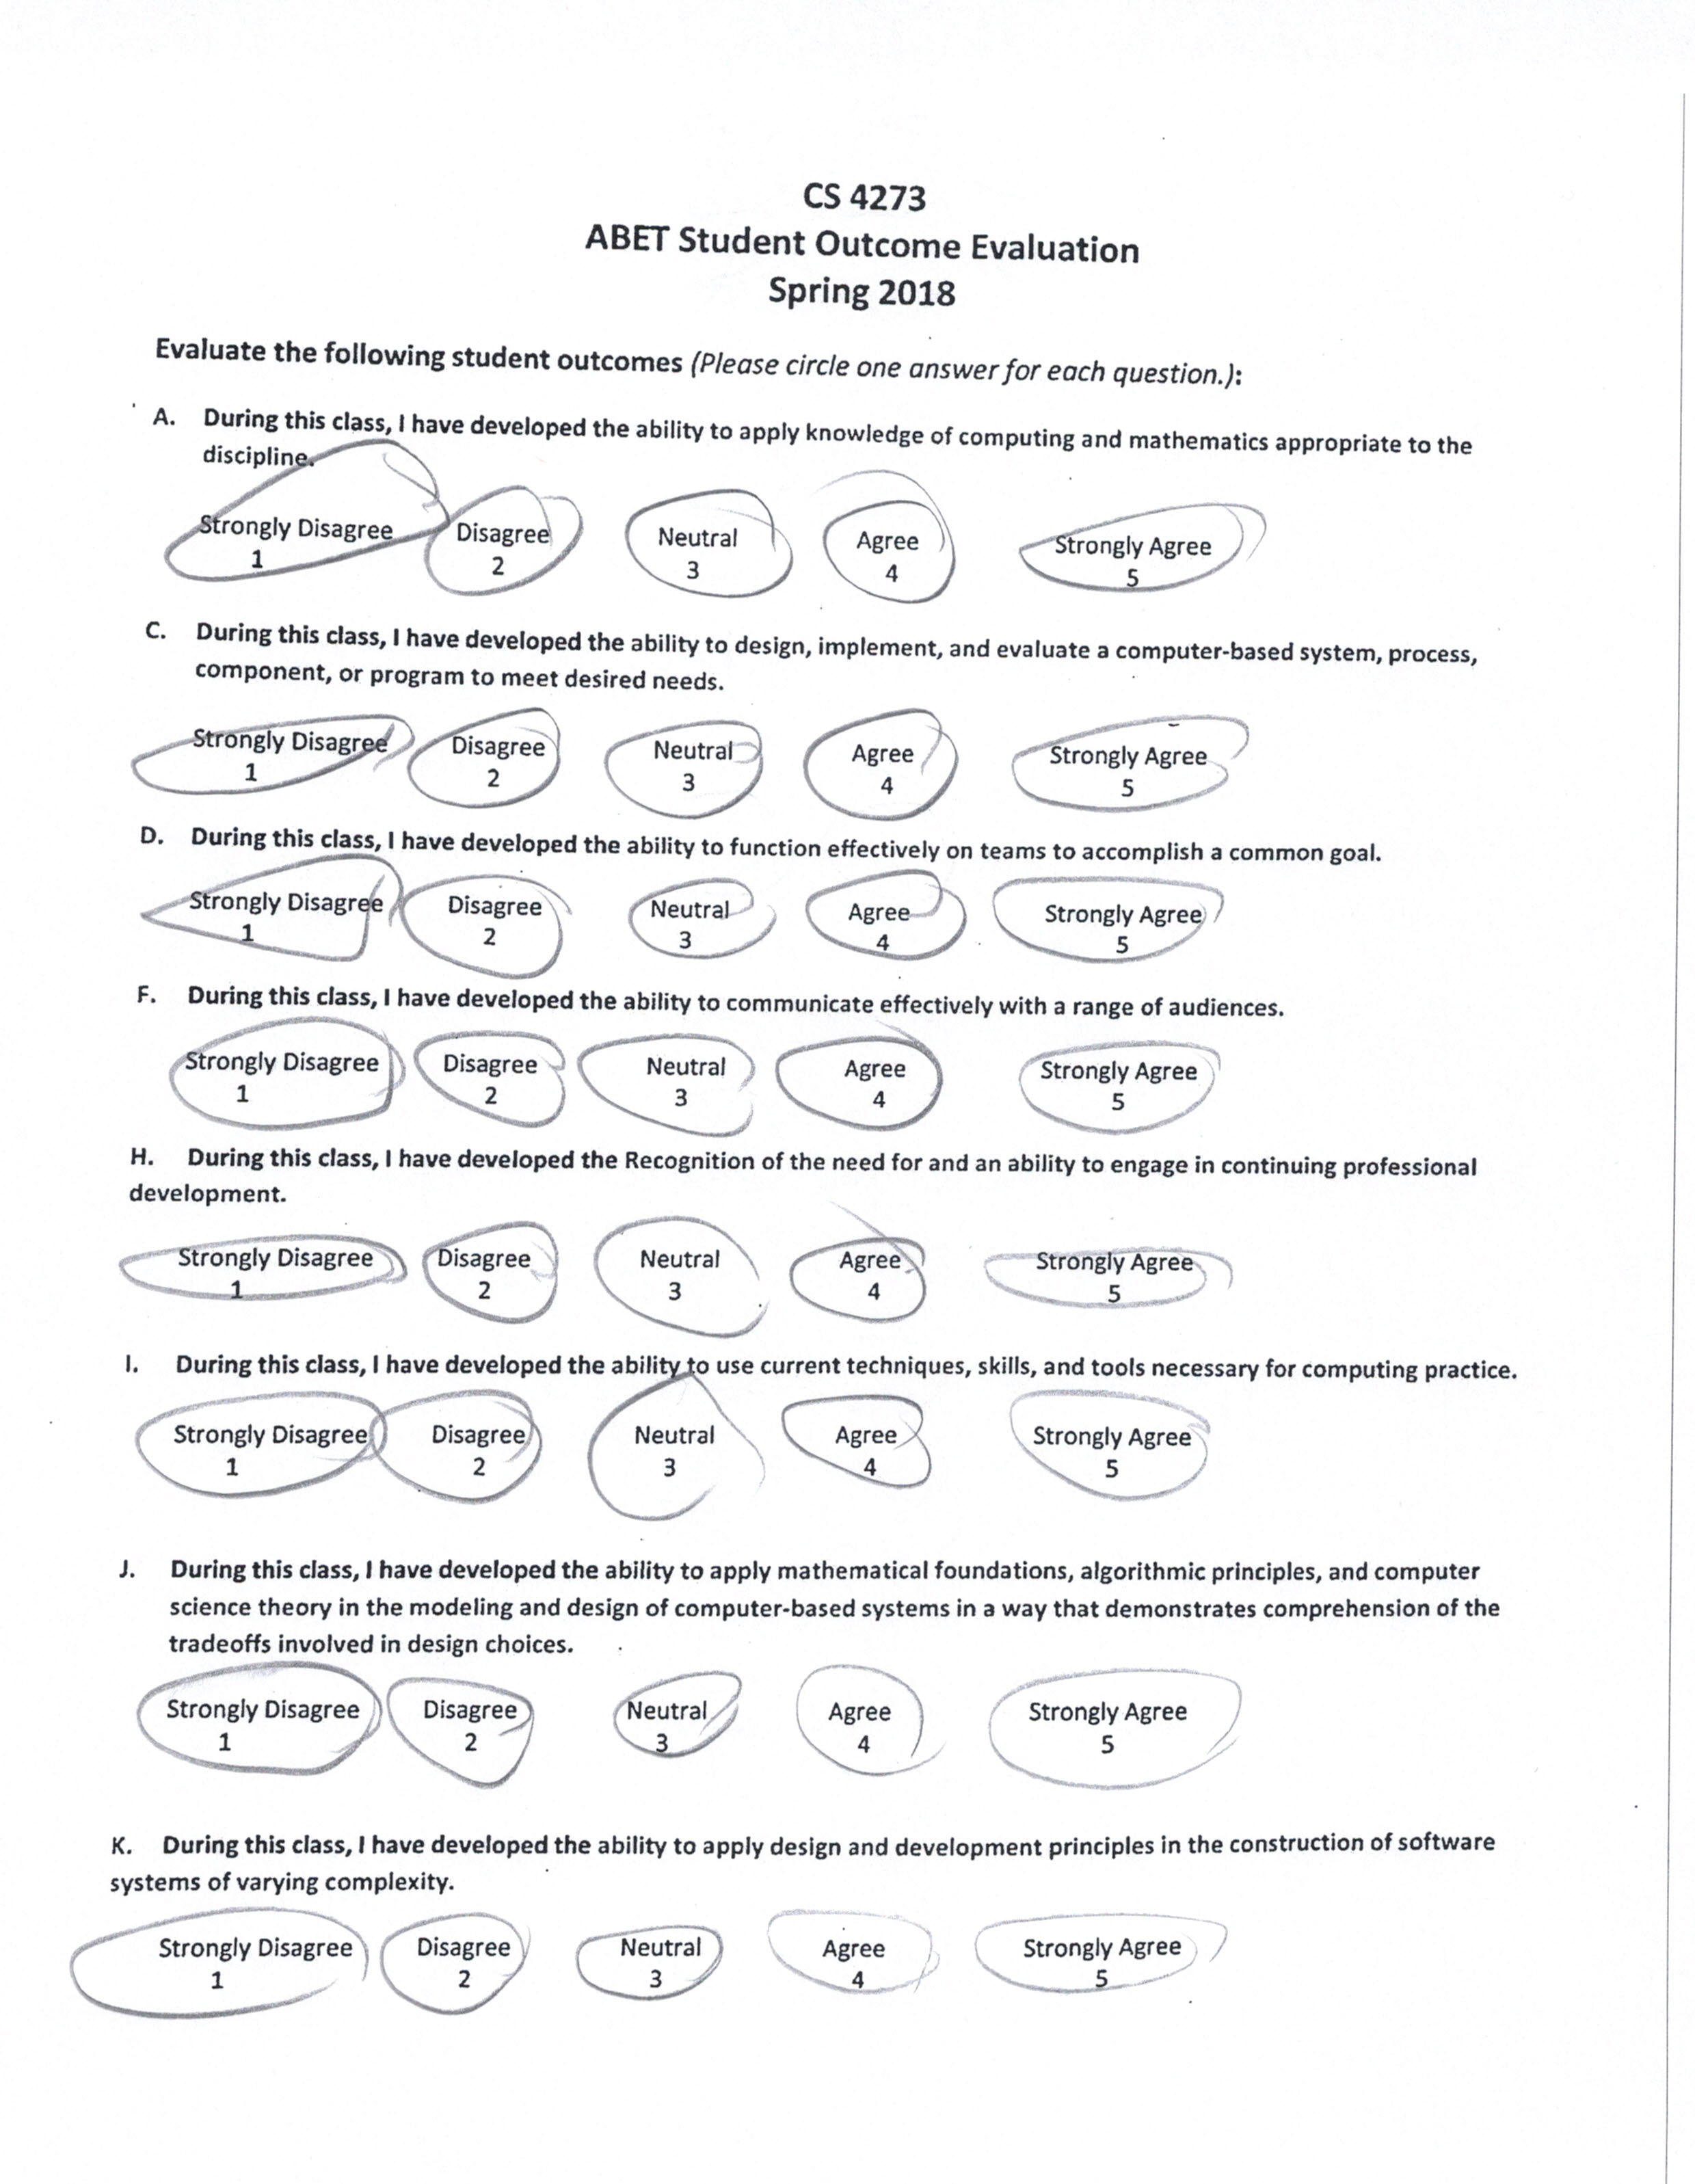 CS 4273
ABET Student Outcome Evaluation
Spring 2018
Evaluate the following student outcomes (Please circle one answer for each question.):
A. During this class, I have developed the ability to apply knowledge of computing and mathematics appropriate to the
discipline.
Strongly Disagree Disagree Neutral Agree Strongly Agree
1 2 3 4 5
C. During this class, I have developed the ability to design, implement, and evaluate a computer-based system, process,
component, or program to meet desired needs.
Strongly Disagree Disagree Neutral Agree Strongly Agree
1 2 3 4 5
D. During this class, I have developed the ability to function effectively on teams to accomplish a common goal.
Strongly Disagree Disagree Neutral Agree Strongly Agree
1 2 3 4 5
F. During this class, I have developed the ability to communicate effectively with a range of audiences.
Strongly Disagree Disagree Neutral Agree Strongly Agree
1 2 3 4 5
H. During this class, I have developed the Recognition of the need for and an ability to engage in continuing professional
development.
Strongly Disagree Disagree Neutral Agree Strongly Agree
1 2 3 4 5
I. During this class, I have developed the ability to use current techniques, skills, and tools necessary for computing practice.
Strongly Disagree Disagree Neutral Agree Strongly Agree
1 2 3 4 5
J. During this class, I have developed the ability to apply mathematical foundations, algorithmic principles, and computer
science theory in the modeling and design of computer-based systems in a way that demonstrates comprehension of the
tradeoffs involved in design choices.
Strongly Disagree Disagree Neutral Agree Strongly Agree
1 2 3 4 5
K. During this class, I have developed the ability to apply design and development principles in the construction of software
systems of varying complexity.
Strongly Disagree Disagree Neutral Agree Strongly Agree
1 2 3 4 5